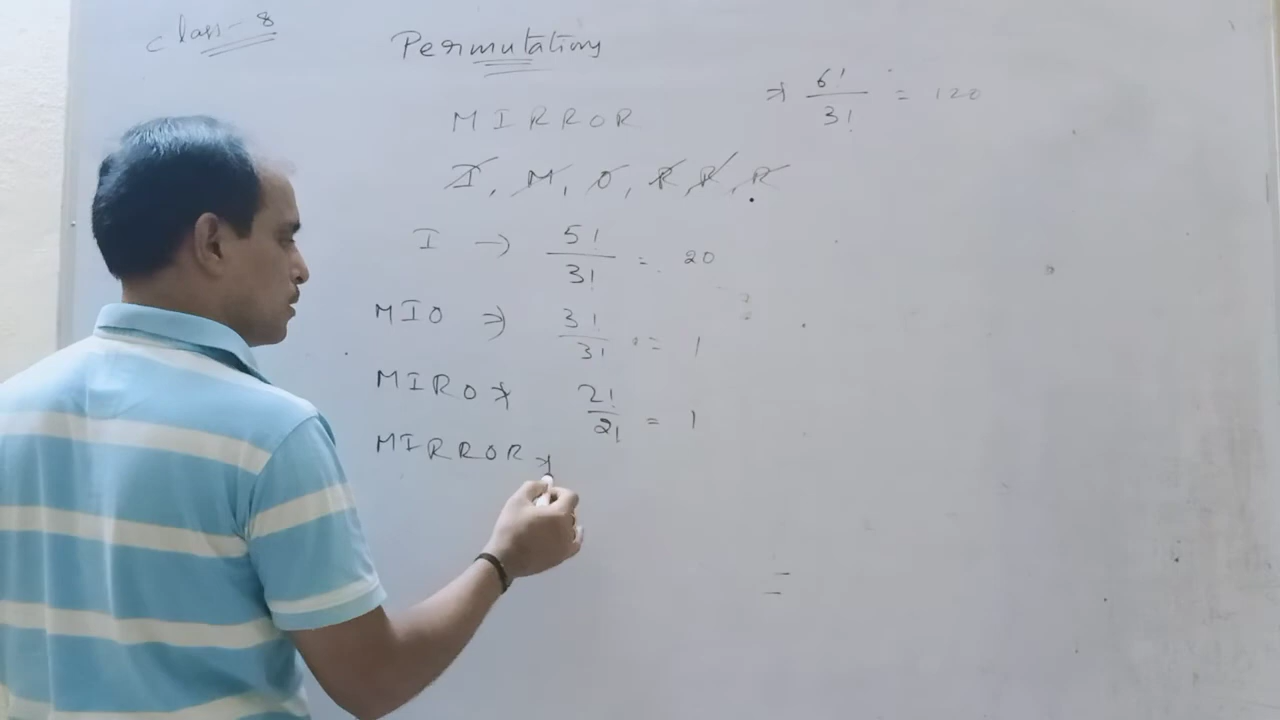 Class-8
Permutations
MIRROR
⇒ 6!/3! = 120
I, M, O, R, R, R
I → 5!/3! = 20
MIO ⇒ 3!/3! = 1
MIRO ⇒ 2!/2! = 1
MIRROR ⇒
=